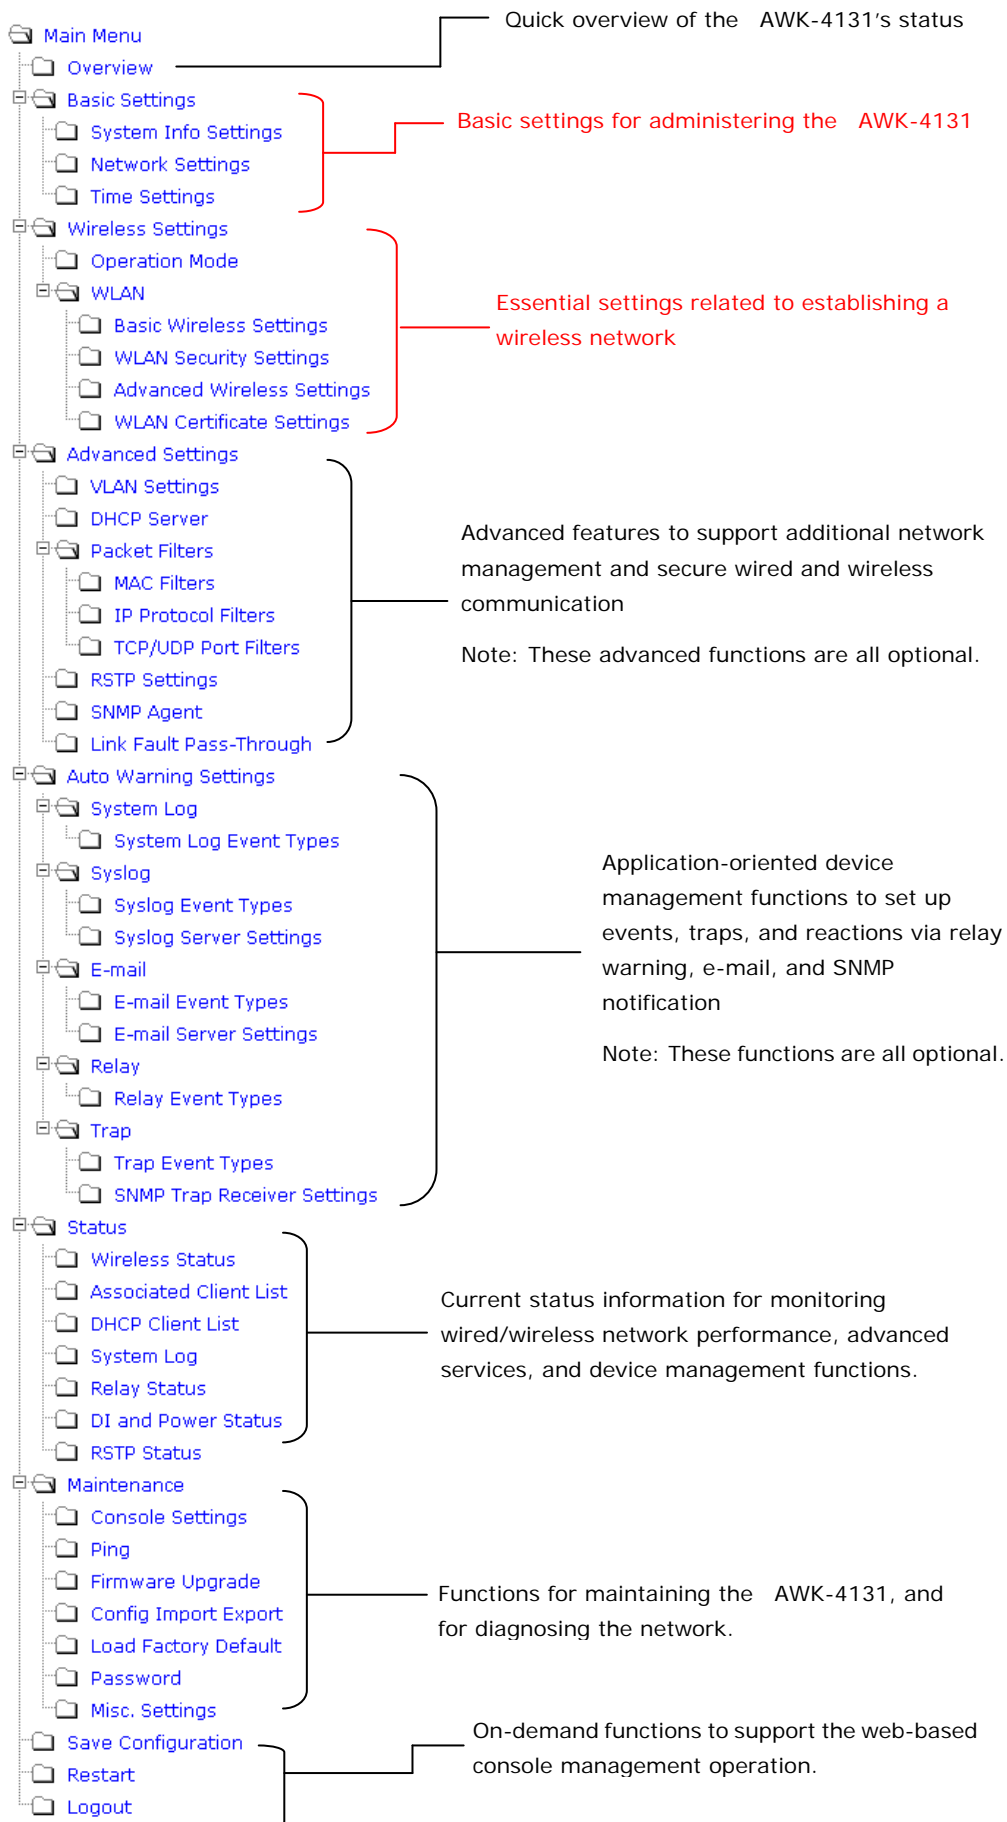 Quick overview of the AWK-4131's status
Main Menu
Overview
Basic Settings
System Info Settings
Network Settings
Time Settings
Basic settings for administering the AWK-4131
Wireless Settings
Operation Mode
WLAN
Basic Wireless Settings
WLAN Security Settings
Advanced Wireless Settings
WLAN Certificate Settings
Essential settings related to establishing a
wireless network
Advanced Settings
VLAN Settings
DHCP Server
Packet Filters
MAC Filters
IP Protocol Filters
TCP/UDP Port Filters
RSTP Settings
SNMP Agent
Link Fault Pass-Through
Advanced features to support additional network
management and secure wired and wireless
communication
Note: These advanced functions are all optional.
Auto Warning Settings
System Log
System Log Event Types
Syslog
Syslog Event Types
Syslog Server Settings
E-mail
E-mail Event Types
E-mail Server Settings
Relay
Relay Event Types
Trap
Trap Event Types
SNMP Trap Receiver Settings
Application-oriented device
management functions to set up
events, traps, and reactions via relay
warning, e-mail, and SNMP
notification
Note: These functions are all optional.
Status
Wireless Status
Associated Client List
DHCP Client List
System Log
Relay Status
DI and Power Status
RSTP Status
Current status information for monitoring
wired/wireless network performance, advanced
services, and device management functions.
Maintenance
Console Settings
Ping
Firmware Upgrade
Config Import Export
Load Factory Default
Password
Misc. Settings
Functions for maintaining the AWK-4131, and
for diagnosing the network.
Save Configuration
Restart
Logout
On-demand functions to support the web-based
console management operation.